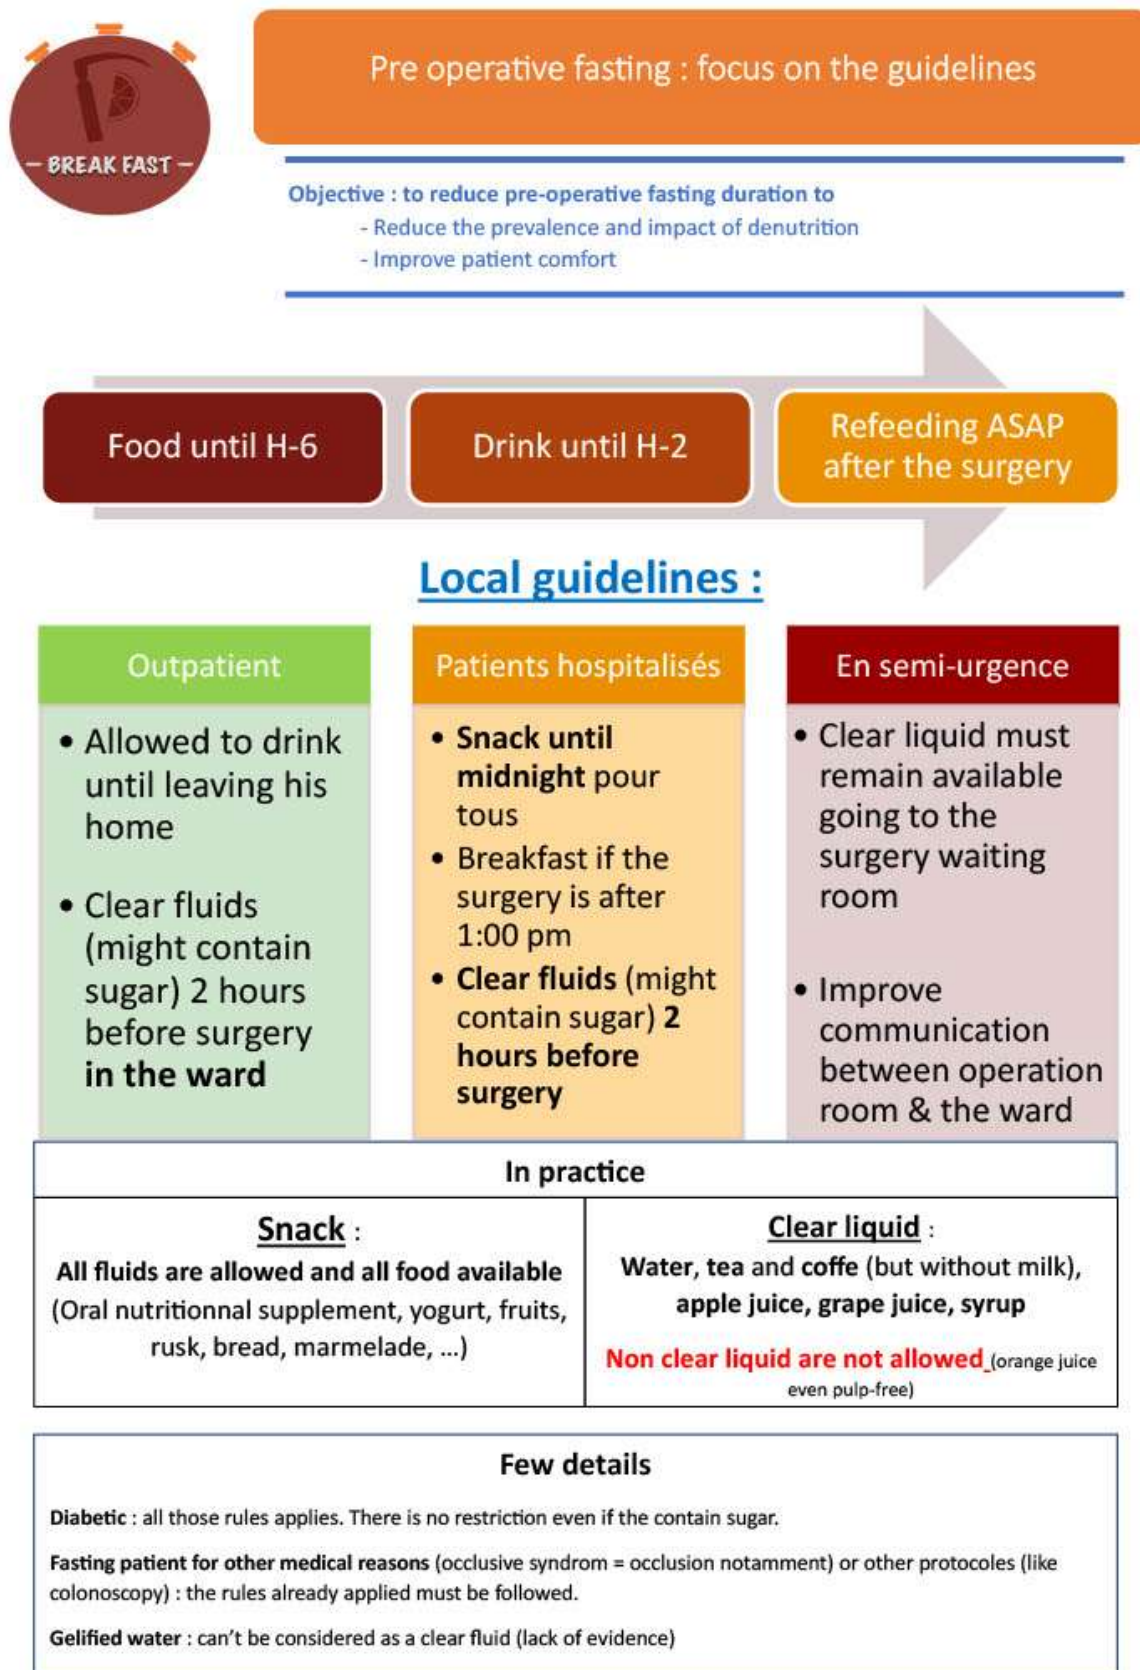 – BREAK FAST –
Pre operative fasting : focus on the guidelines
Objective : to reduce pre-operative fasting duration to
- Reduce the prevalence and impact of denutrition
- Improve patient comfort
Food until H-6
Drink until H-2
Refeeding ASAP
after the surgery
Local guidelines :
Outpatient
• Allowed to drink
until leaving his
home
• Clear fluids
(might contain
sugar) 2 hours
before surgery
in the ward
Patients hospitalisés
• Snack until
midnight pour
tous
• Breakfast if the
surgery is after
1:00 pm
• Clear fluids (might
contain sugar) 2
hours before
surgery
En semi-urgence
• Clear liquid must
remain available
going to the
surgery waiting
room
• Improve
communication
between operation
room & the ward
In practice
Snack :
All fluids are allowed and all food available
(Oral nutritionnal supplement, yogurt, fruits,
rusk, bread, marmelade, ...)
Clear liquid :
Water, tea and coffe (but without milk),
apple juice, grape juice, syrup
Non clear liquid are not allowed (orange juice
even pulp-free)
Few details
Diabetic : all those rules applies. There is no restriction even if the contain sugar.
Fasting patient for other medical reasons (occlusive syndrom = occlusion notamment) or other protocoles (like
colonoscopy) : the rules already applied must be followed.
Gelified water : can't be considered as a clear fluid (lack of evidence)